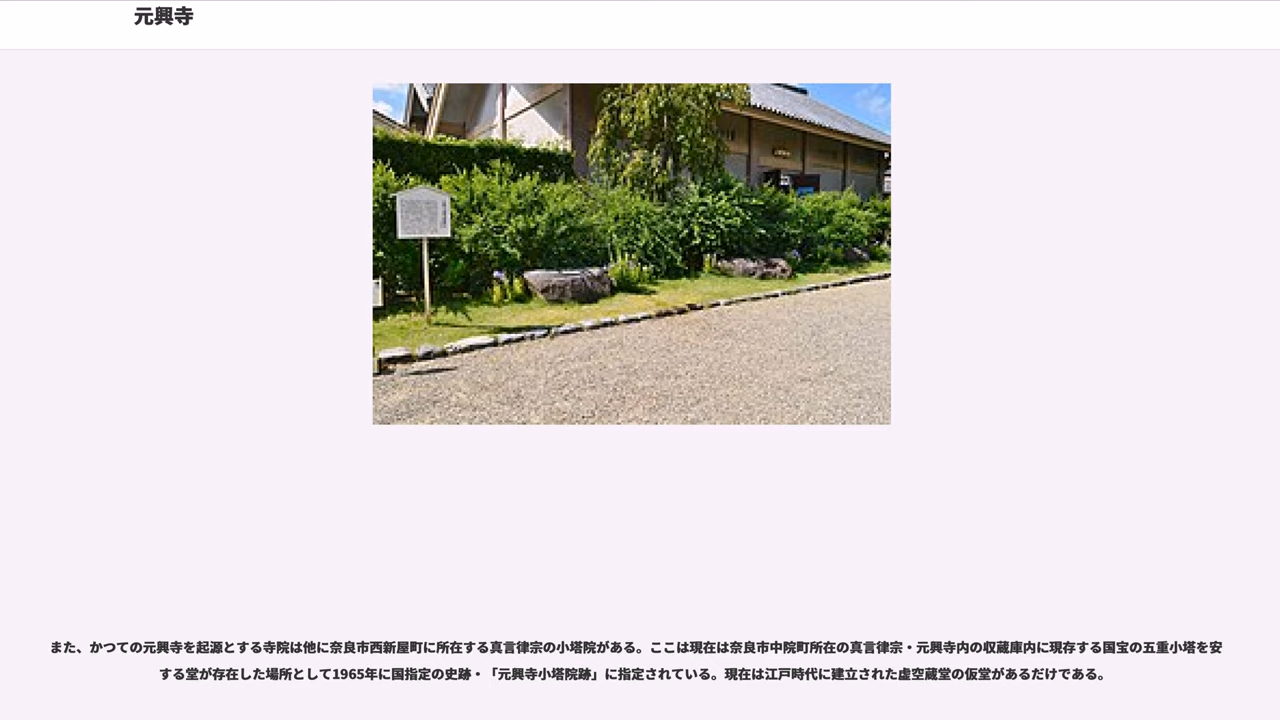 元興寺
また、かつての元興寺を起源とする寺院は他に奈良市西新屋町に所在する真言律宗の小塔院がある。ここは現在は奈良市中院町所在の真言律宗・元興寺内の収蔵庫内に現存する国宝の五重小塔を安
する堂が存在した場所として1965年に国指定の史跡・「元興寺小塔院跡」に指定されている。現在は江戸時代に建立された虚空蔵堂の仮堂があるだけである。